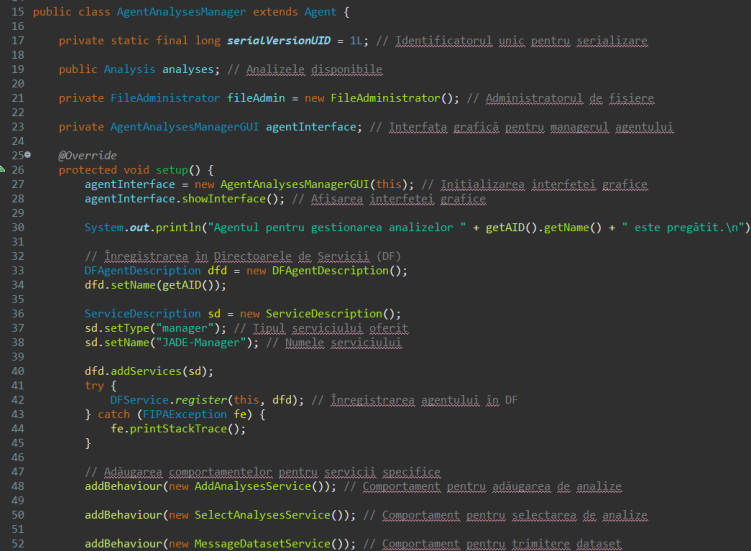 15 public class AgentAnalysesManager extends Agent {
16
17     private static final long serialVersionUID = 1L; // Identificatorul unic pentru serializare
18
19     public Analysis analyses; // Analizele disponibile
20
21     private FileAdministrator fileAdmin = new FileAdministrator(); // Administratorul de fisiere
22
23     private AgentAnalysesManagerGUI agentInterface; // Interfata grafică pentru managerul agentului
24
25     @Override
26     protected void setup() {
27         agentInterface = new AgentAnalysesManagerGUI(this); // Initializarea interfetei grafice
28         agentInterface.showInterface(); // Afisarea interfetei grafice
29
30         System.out.println("Agentul pentru gestionarea analizelor " + getAID().getName() + " este pregătit.\n")
31
32         // Înregistrarea în Directoarele de Servicii (DF)
33         DFAgentDescription dfd = new DFAgentDescription();
34         dfd.setName(getAID());
35
36         ServiceDescription sd = new ServiceDescription();
37         sd.setType("manager"); // Tipul serviciului oferit
38         sd.setName("JADE-Manager"); // Numele serviciului
39
40         dfd.addServices(sd);
41         try {
42             DFService.register(this, dfd); // Înregistrarea agentului în DF
43         } catch (FIPAException fe) {
44             fe.printStackTrace();
45         }
46
47         // Adăugarea comportamentelor pentru servicii specifice
48         addBehaviour(new AddAnalysesService()); // Comportament pentru adăugarea de analize
49
50         addBehaviour(new SelectAnalysesService()); // Comportament pentru selectarea de analize
51
52         addBehaviour(new MessageDatasetService()); // Comportament pentru trimitere dataset